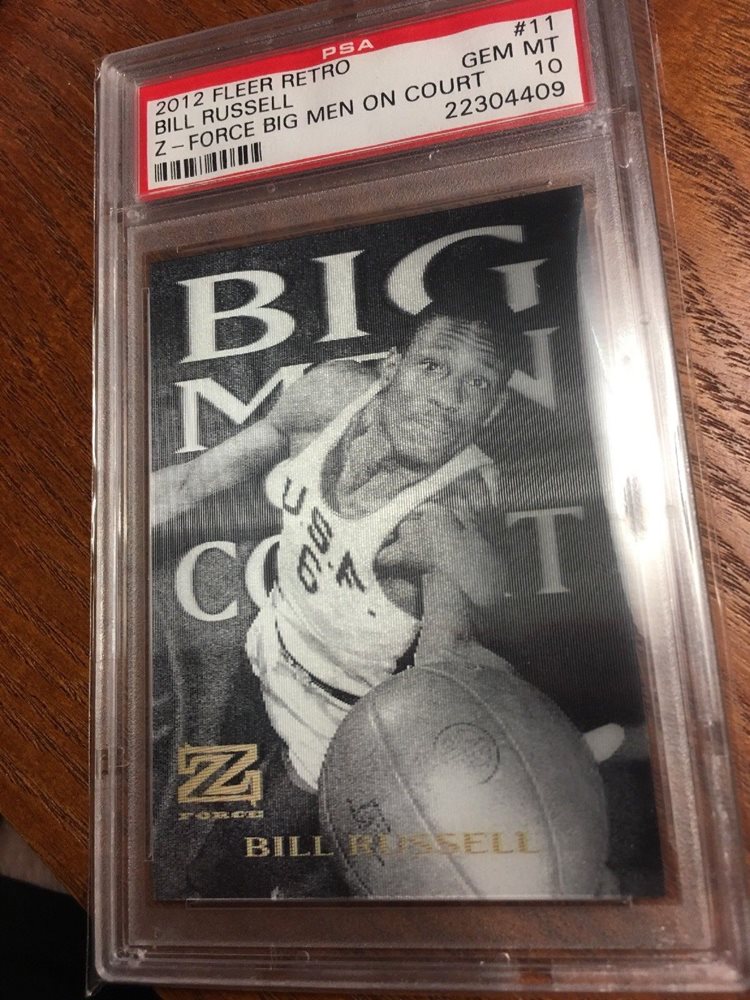 PSA
2012 FLEER RETRO #11
BILL RUSSELL GEM MT
Z-FORCE BIG MEN ON COURT 10
22304409
BIG
U.S.F.
6
Z
FORCE
BILL RUSSELL